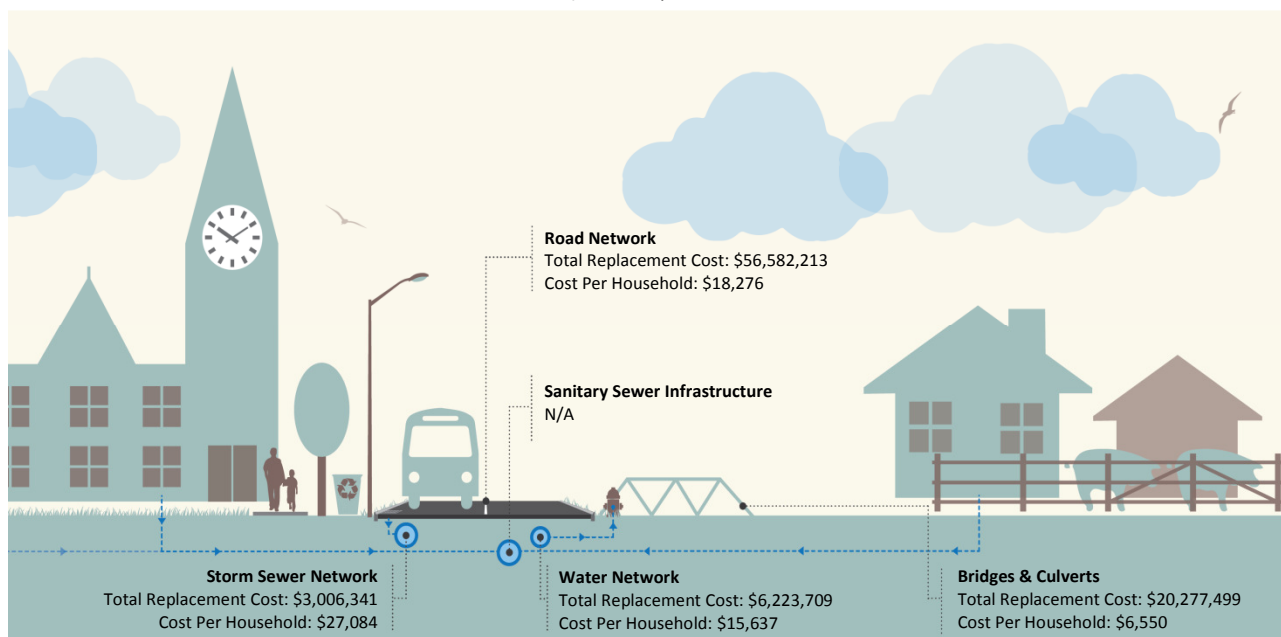 Road Network
Total Replacement Cost: $56,582,213
Cost Per Household: $18,276
Sanitary Sewer Infrastructure
N/A
Storm Sewer Network
Total Replacement Cost: $3,006,341
Cost Per Household: $27,084
Water Network
Total Replacement Cost: $6,223,709
Cost Per Household: $15,637
Bridges & Culverts
Total Replacement Cost: $20,277,499
Cost Per Household: $6,550